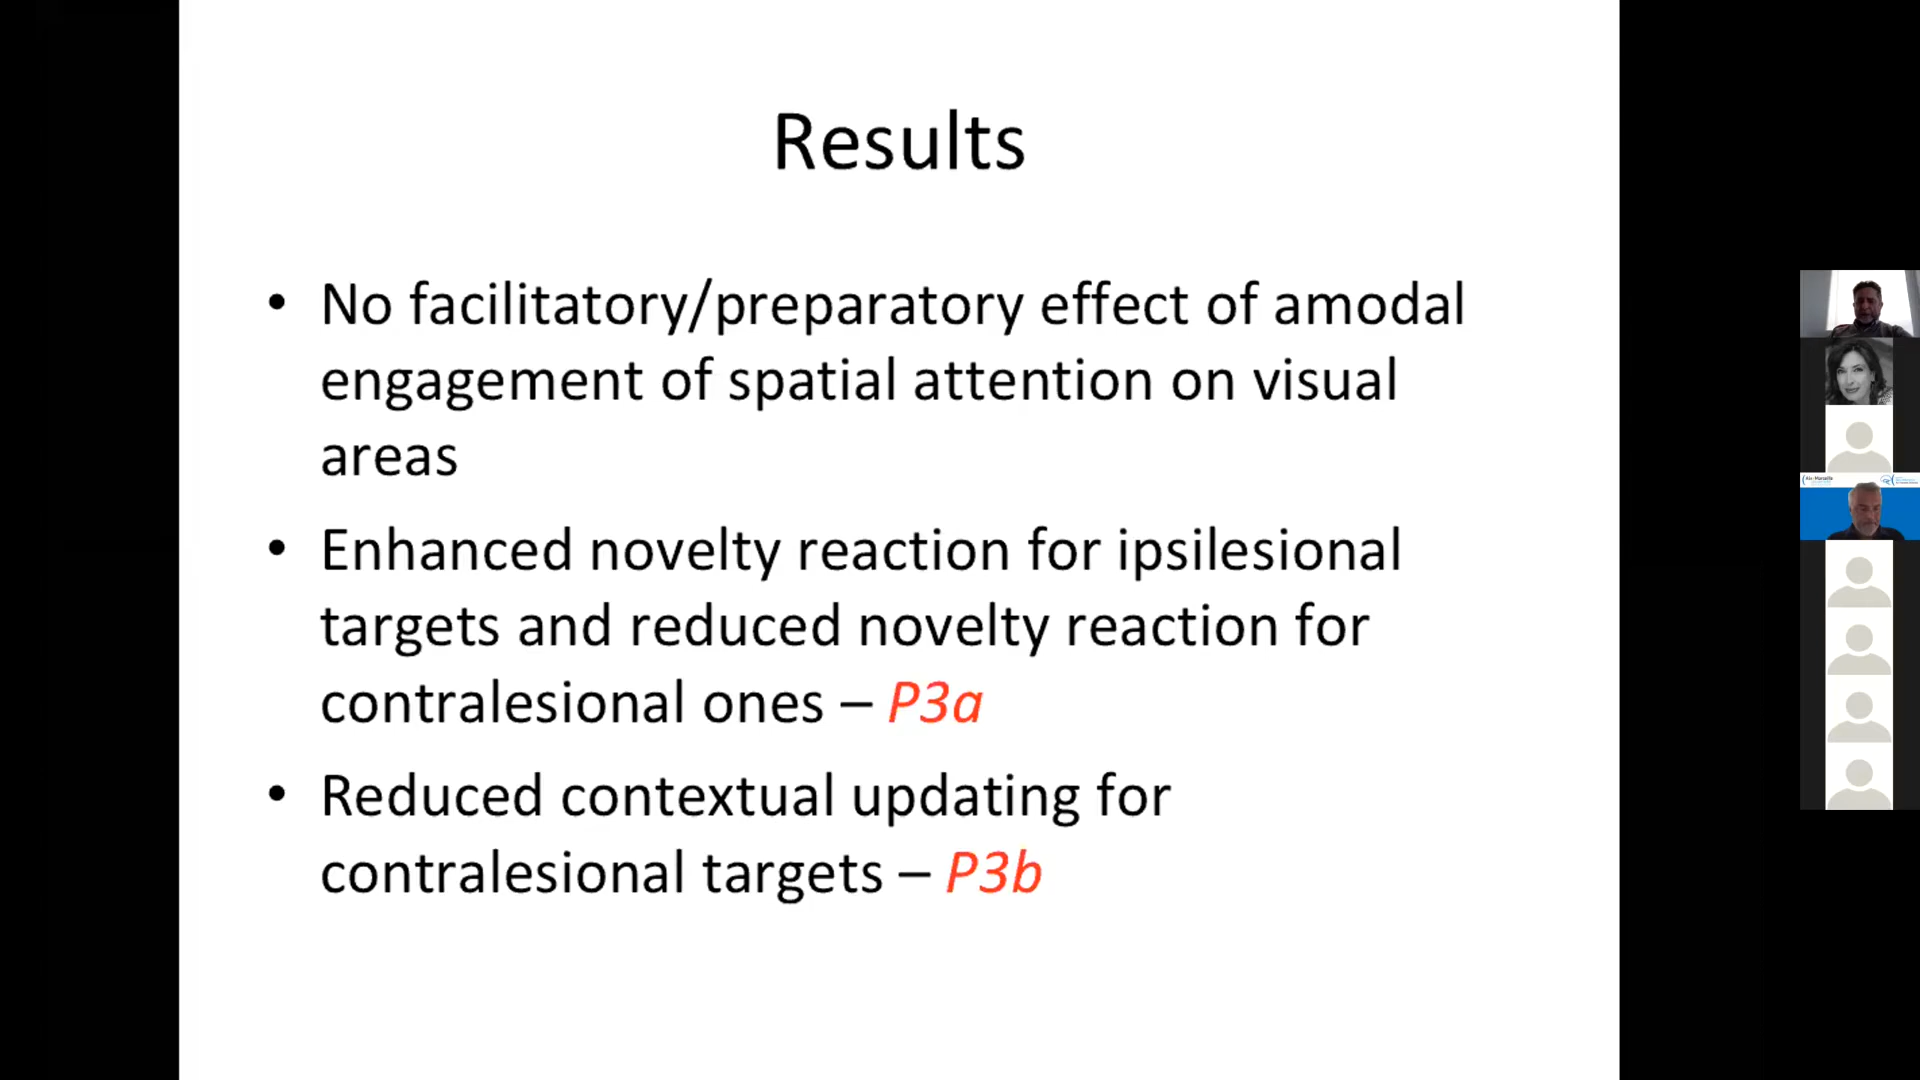 Results
• No facilitatory/preparatory effect of amodal
engagement of spatial attention on visual
areas
• Enhanced novelty reaction for ipsilesional
targets and reduced novelty reaction for
contralesional ones – P3a
• Reduced contextual updating for
contralesional targets – P3b